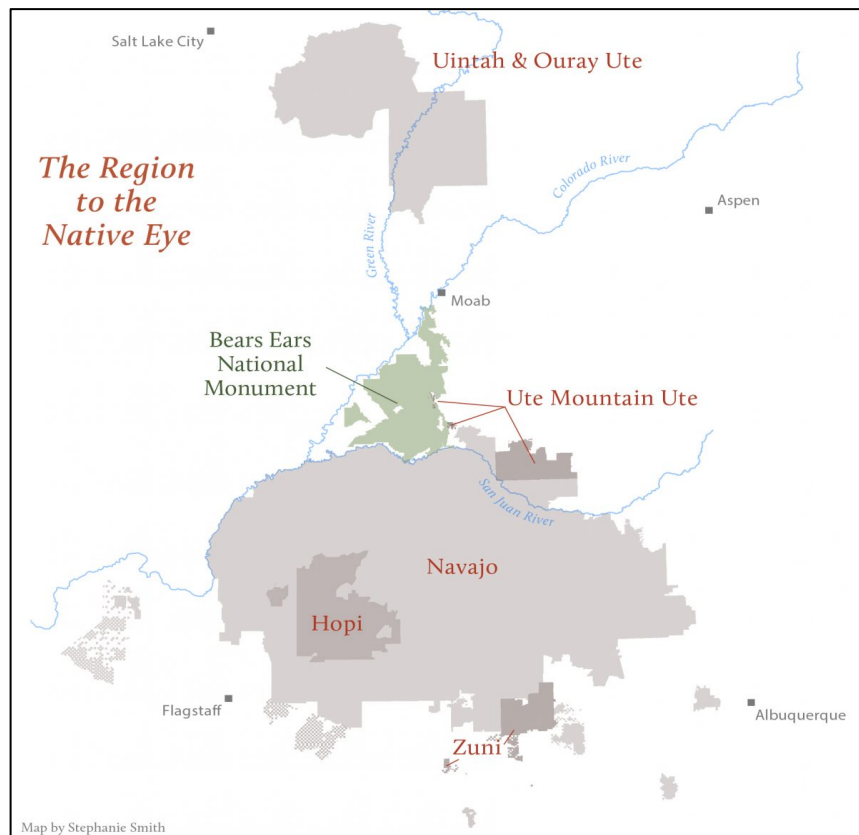 Salt Lake City
Uintah & Ouray Ute
The Region
to the
Native Eye
Colorado River
Aspen
Green River
Moab
Bears Ears
National
Monument
Ute Mountain Ute
San Juan River
Navajo
Hopi
Flagstaff
Albuquerque
Zuni
Map by Stephanie Smith